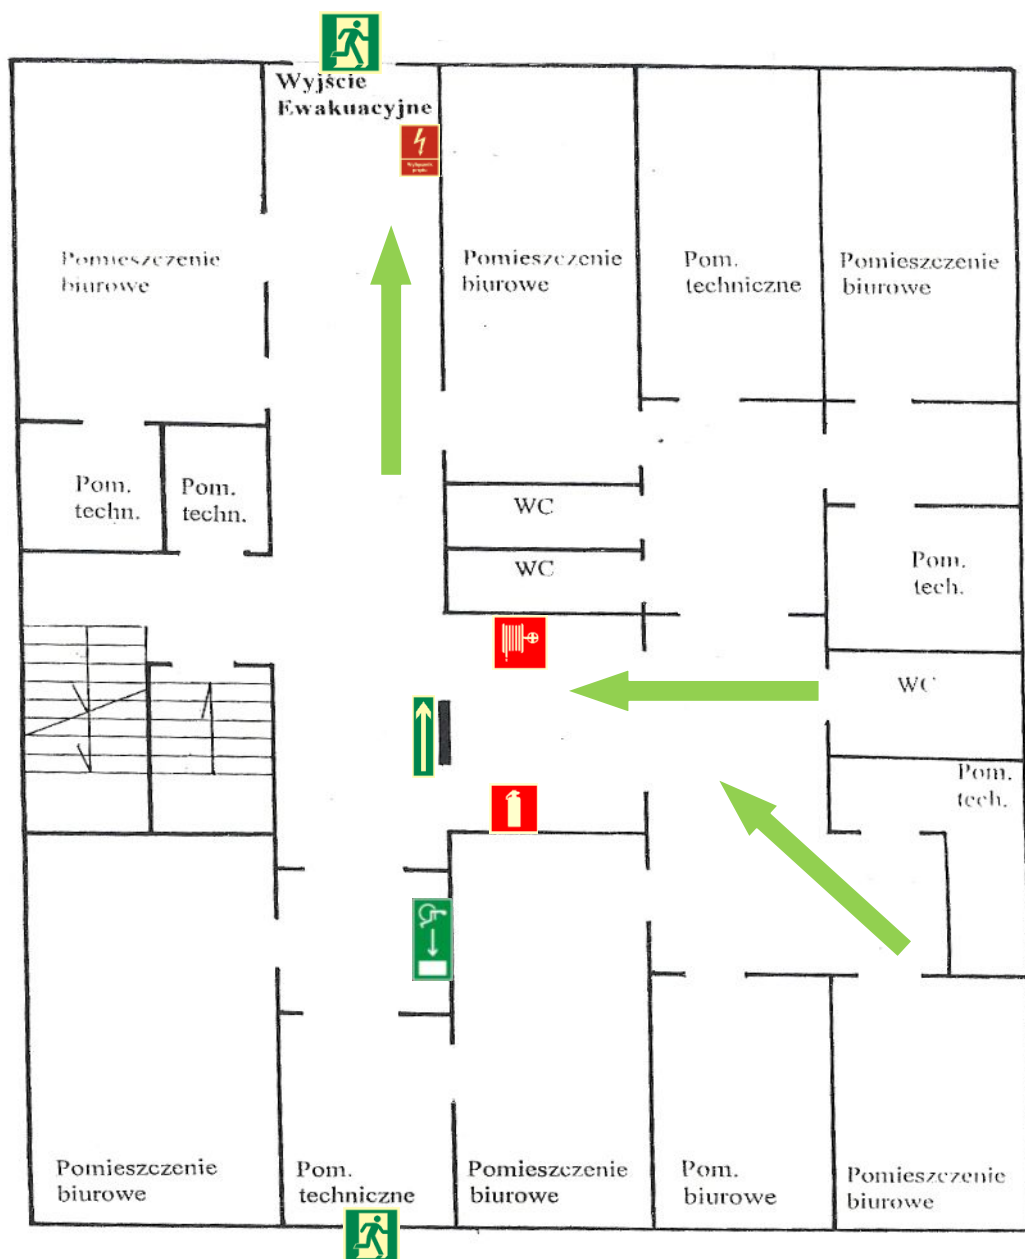 Wyjście
Ewakuacyjne
Pomieszczenie
biurowe
Pomieszczenie
biurowe
Pom.
techniczne
Pomieszczenie
biurowe
Pom.
techn.
Pom.
techn.
WC
WC
Pom.
tech.
WC
Pom.
tech.
Pomieszczenie
biurowe
Pom.
techniczne
Pomieszczenie
biurowe
Pom.
biurowe
Pomieszczenie
biurowe